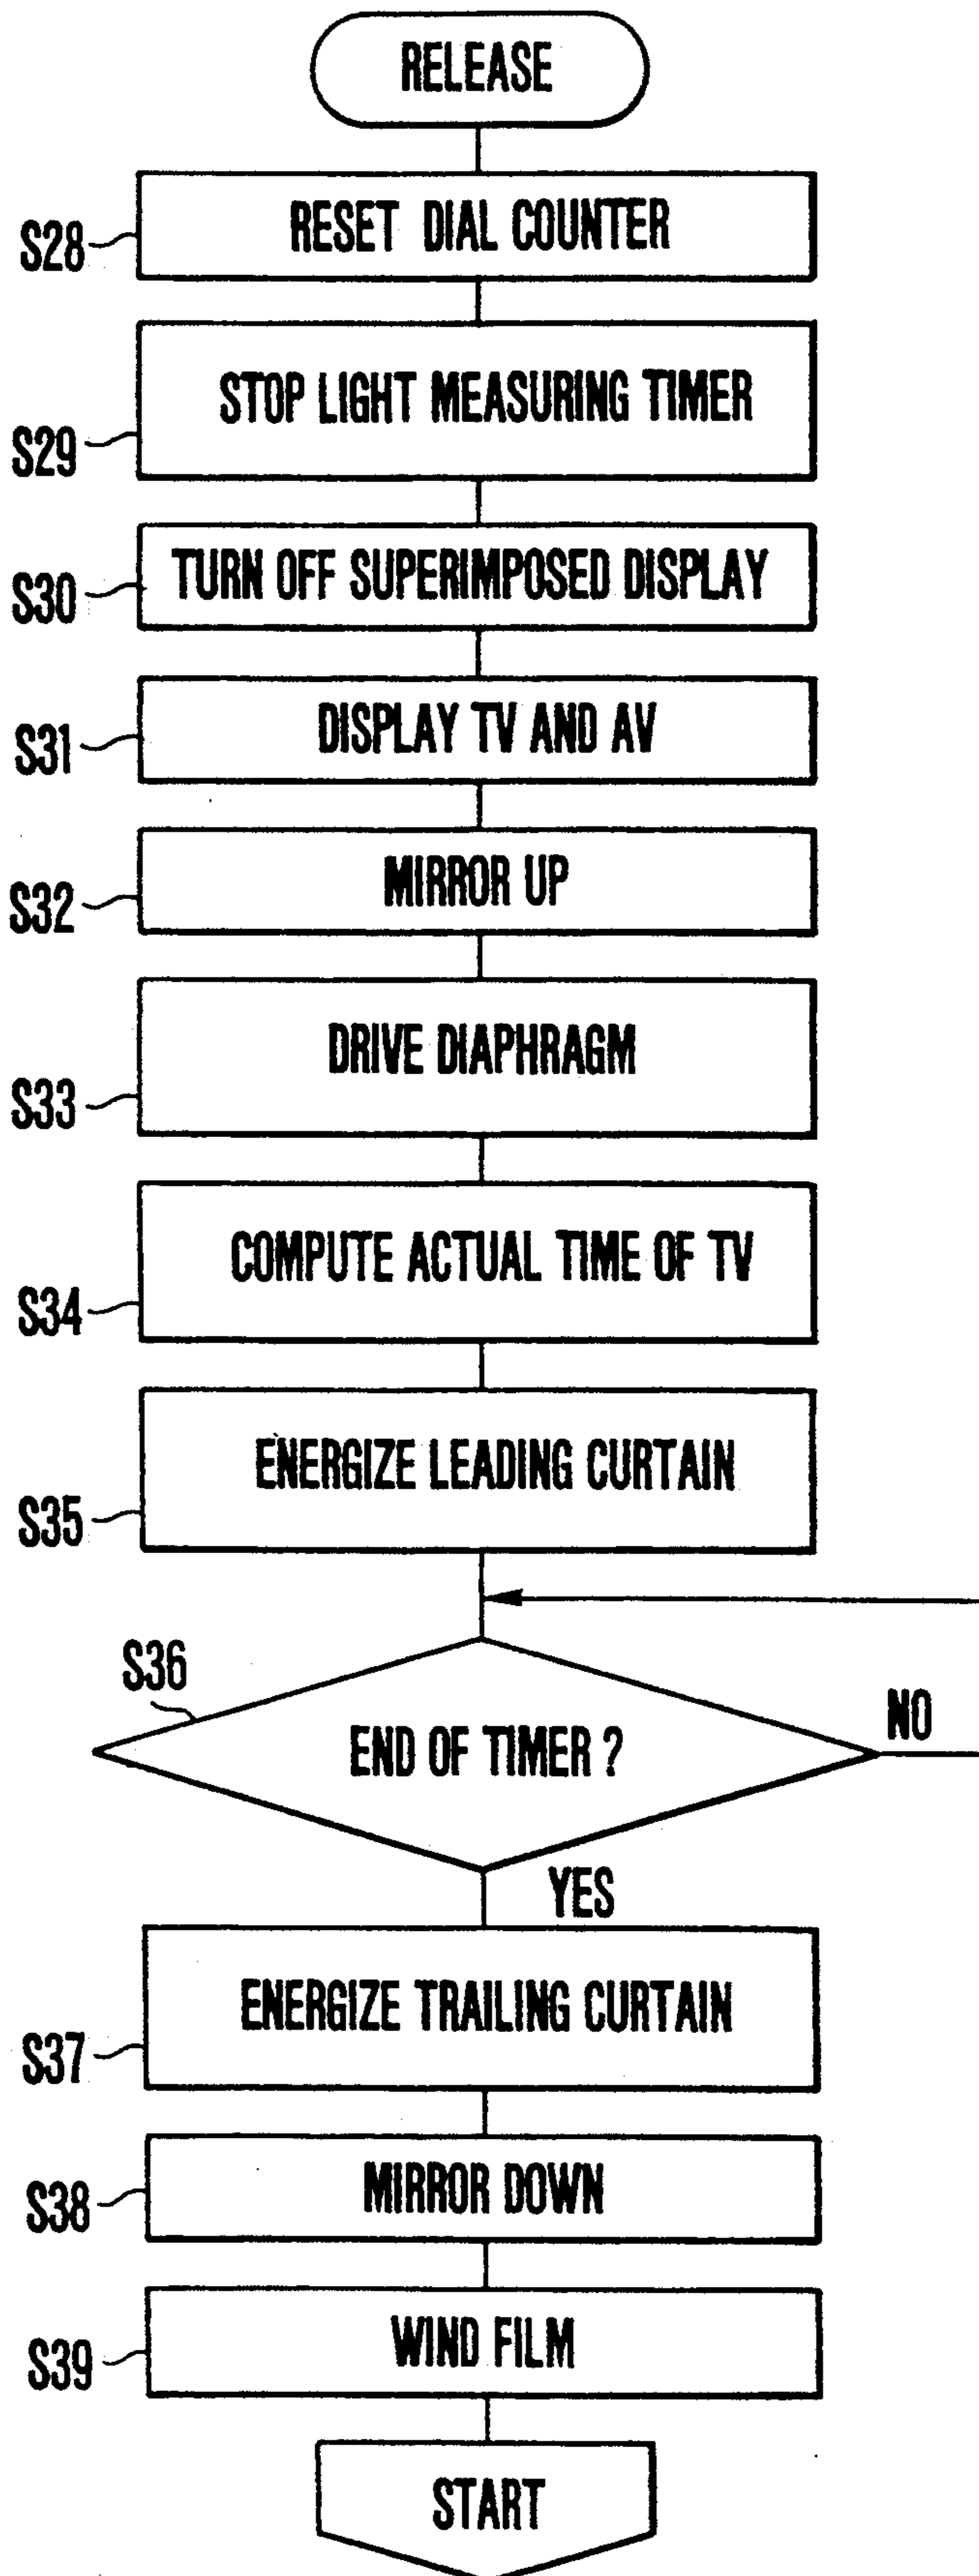 RELEASE
S28
RESET DIAL COUNTER
S29
STOP LIGHT MEASURING TIMER
S30
TURN OFF SUPERIMPOSED DISPLAY
S31
DISPLAY TV AND AV
S32
MIRROR UP
S33
DRIVE DIAPHRAGM
S34
COMPUTE ACTUAL TIME OF TV
S35
ENERGIZE LEADING CURTAIN
S36
END OF TIMER ?
NO
YES
S37
ENERGIZE TRAILING CURTAIN
S38
MIRROR DOWN
S39
WIND FILM
START